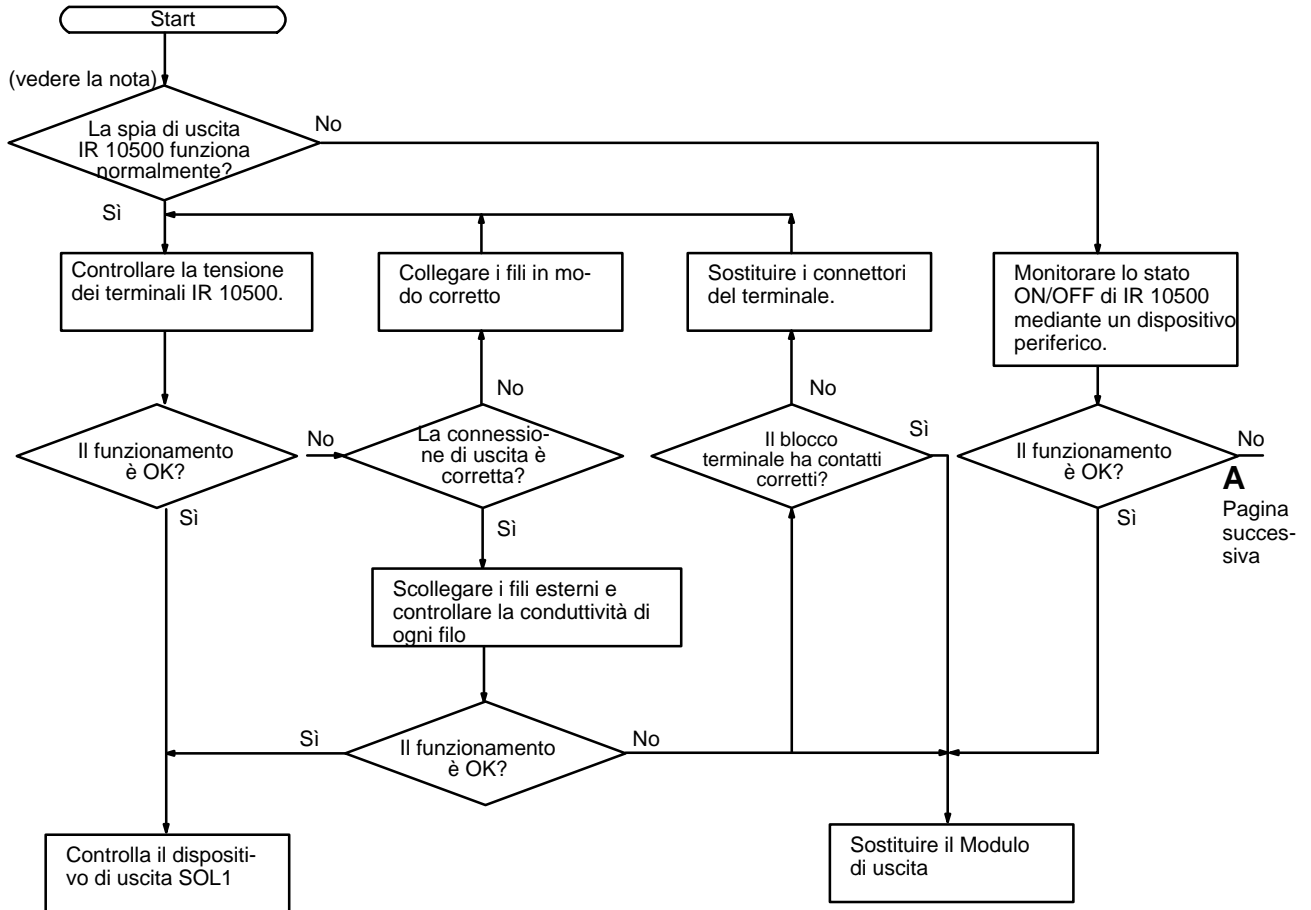 Start
(vedere la nota)
La spia di uscita
IR 10500 funziona
normalmente?
No
Sì
Controllare la tensione
dei terminali IR 10500.
Collegare i fili in mo-
do corretto
Sostituire i connettori
del terminale.
Monitorare lo stato
ON/OFF di IR 10500
mediante un dispositivo
periferico.
No
No
Il funzionamento
è OK?
No
La connessio-
ne di uscita è
corretta?
Il blocco
terminale ha contatti
corretti?
Sì
Il funzionamento
è OK?
No
A
Pagina
succes-
siva
Sì
Sì
Sì
Scollegare i fili esterni e
controllare la conduttività di
ogni filo
Sì
Il funzionamento
è OK?
No
Controlla il dispositi-
vo di uscita SOL1
Sostituire il Modulo
di uscita